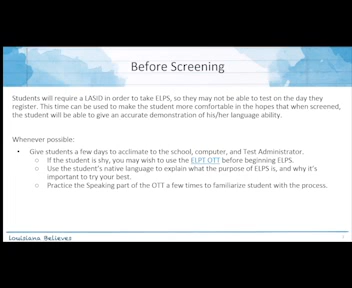 Before Screening
Students will require a LASID in order to take ELPS, so they may not be able to test on the day they
register. This time can be used to make the student more comfortable in the hopes that when screened,
the student will be able to give an accurate demonstration of his/her language ability.
Whenever possible:
• Give students a few days to acclimate to the school, computer, and Test Administrator.
○ If the student is shy, you may wish to use the ELPT OTT before beginning ELPS.
○ Use the student's native language to explain what the purpose of ELPS is, and why it's
important to try your best.
○ Practice the Speaking part of the OTT a few times to familiarize student with the process.
Louisiana Believes